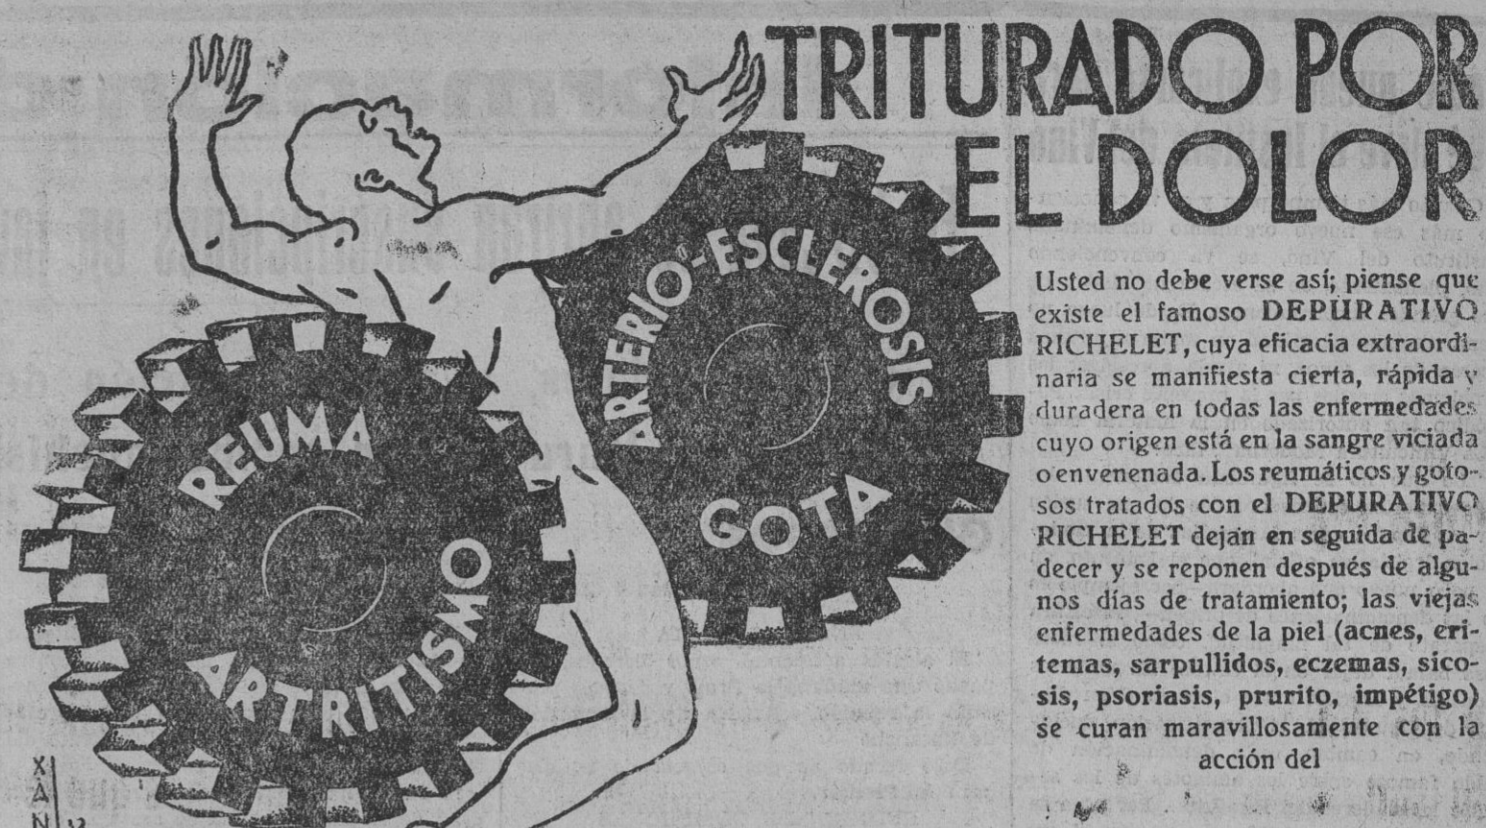 TRITURADO POR
EL DOLOR
ARTERIO-ESCLEROSIS
GOTA
REUMA
ARTRITISMO
Usted no debe verse así; piense que
existe el famoso DEPURATIVO
RICHELET, cuya eficacia extraordi-
naria se manifiesta cierta, rápida y
duradera en todas las enfermedades
cuyo origen está en la sangre viciada
o envenenada. Los reumáticos y goto-
sos tratados con el DEPURATIVO
RICHELET dejan en seguida de pa-
decer y se reponen después de algu-
nos días de tratamiento; las viejas
enfermedades de la piel (acnes, eri-
temas, sarpullidos, eczemas, sico-
sis, psoriasis, prurito, impétigo)
se curan maravillosamente con la
acción del
XAN